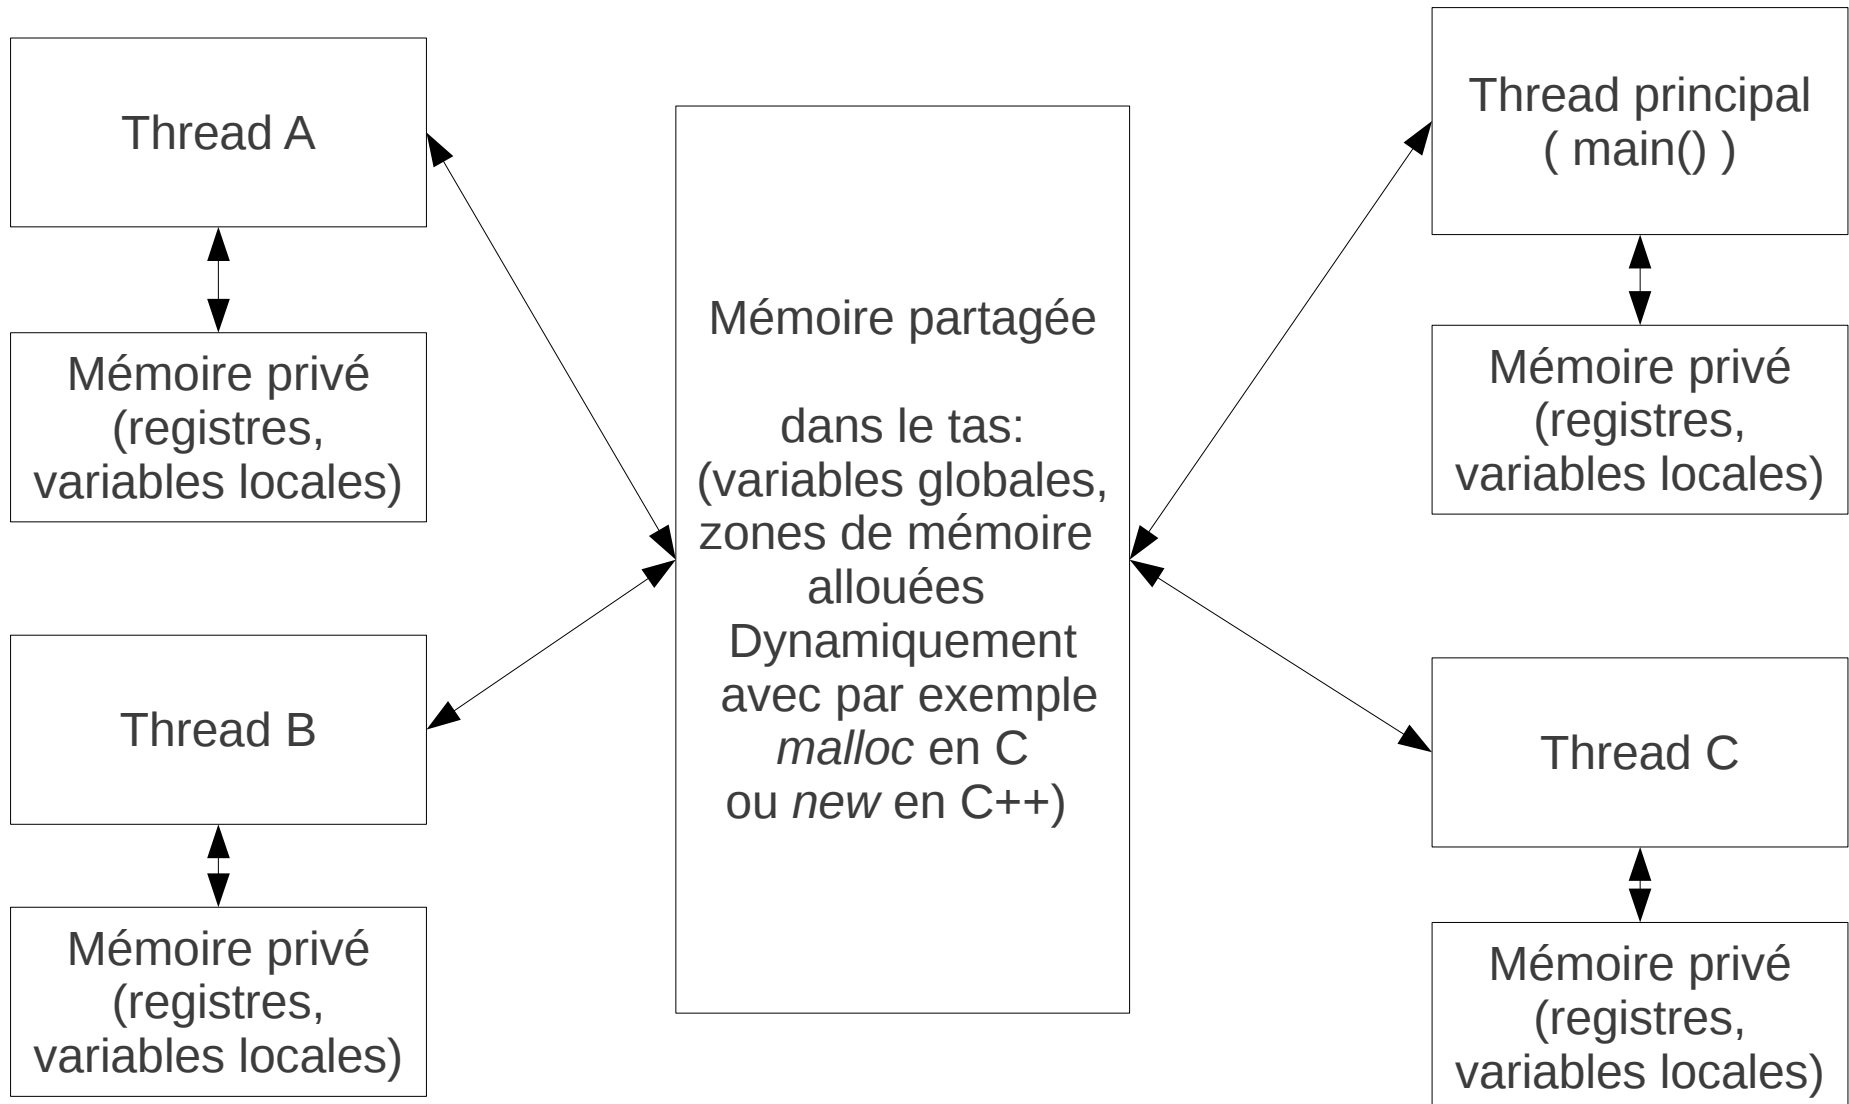 Thread A
Mémoire privé
(registres,
variables locales)
Thread B
Mémoire privé
(registres,
variables locales)
Mémoire partagée
dans le tas:
(variables globales,
zones de mémoire
allouées
Dynamiquement
avec par exemple
malloc en C
ou new en C++)
Thread principal
( main() )
Mémoire privé
(registres,
variables locales)
Thread C
Mémoire privé
(registres,
variables locales)